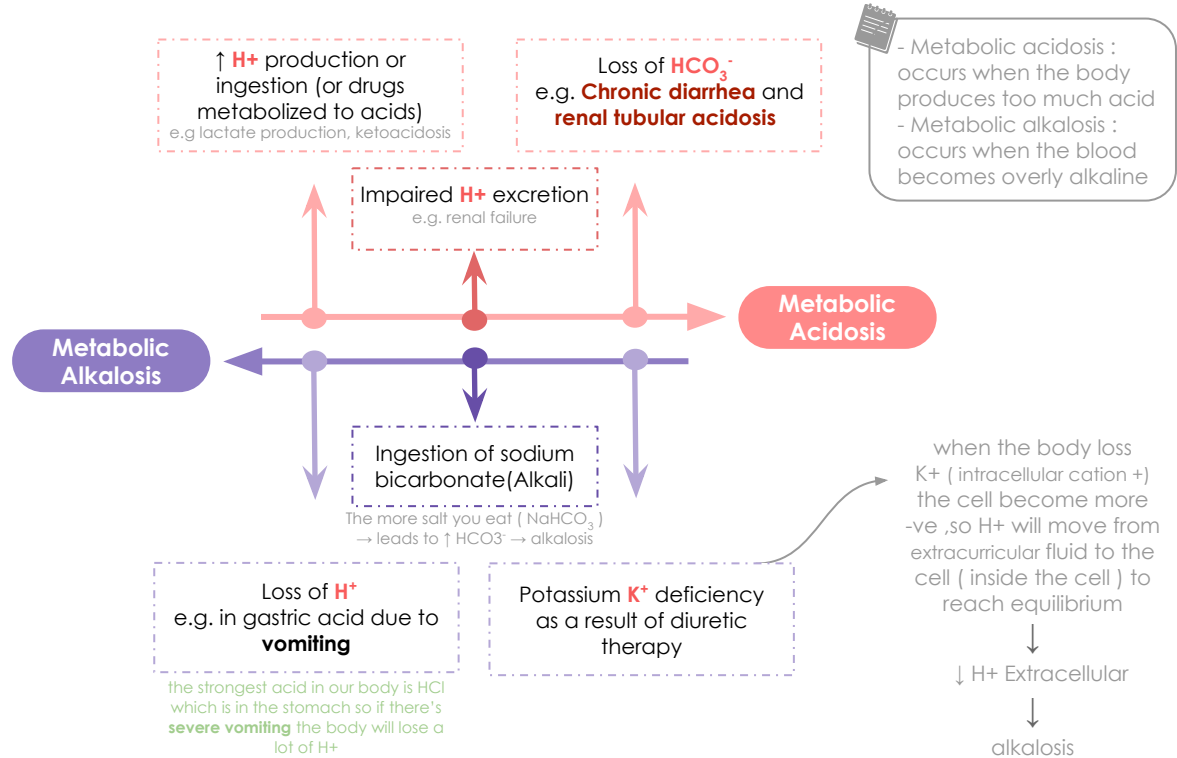 ↑ H+ production or
ingestion (or drugs
metabolized to acids)
e.g lactate production, ketoacidosis
Loss of HCO₃⁻
e.g. Chronic diarrhea and
renal tubular acidosis
- Metabolic acidosis :
occurs when the body
produces too much acid
- Metabolic alkalosis :
occurs when the blood
becomes overly alkaline
Impaired H+ excretion
e.g. renal failure
Metabolic
Acidosis
Metabolic
Alkalosis
Ingestion of sodium
bicarbonate(Alkali)
The more salt you eat ( NaHCO₃ )
→ leads to ↑ HCO3⁻ → alkalosis
Loss of H⁺
e.g. in gastric acid due to
vomiting
the strongest acid in our body is HCl
which is in the stomach so if there’s
severe vomiting the body will lose a
lot of H+
Potassium K⁺ deficiency
as a result of diuretic
therapy
when the body loss
K+ ( intracellular cation +)
the cell become more
-ve ,so H+ will move from
extracurricular fluid to the
cell ( inside the cell ) to
reach equilibrium
↓ H+ Extracellular
alkalosis